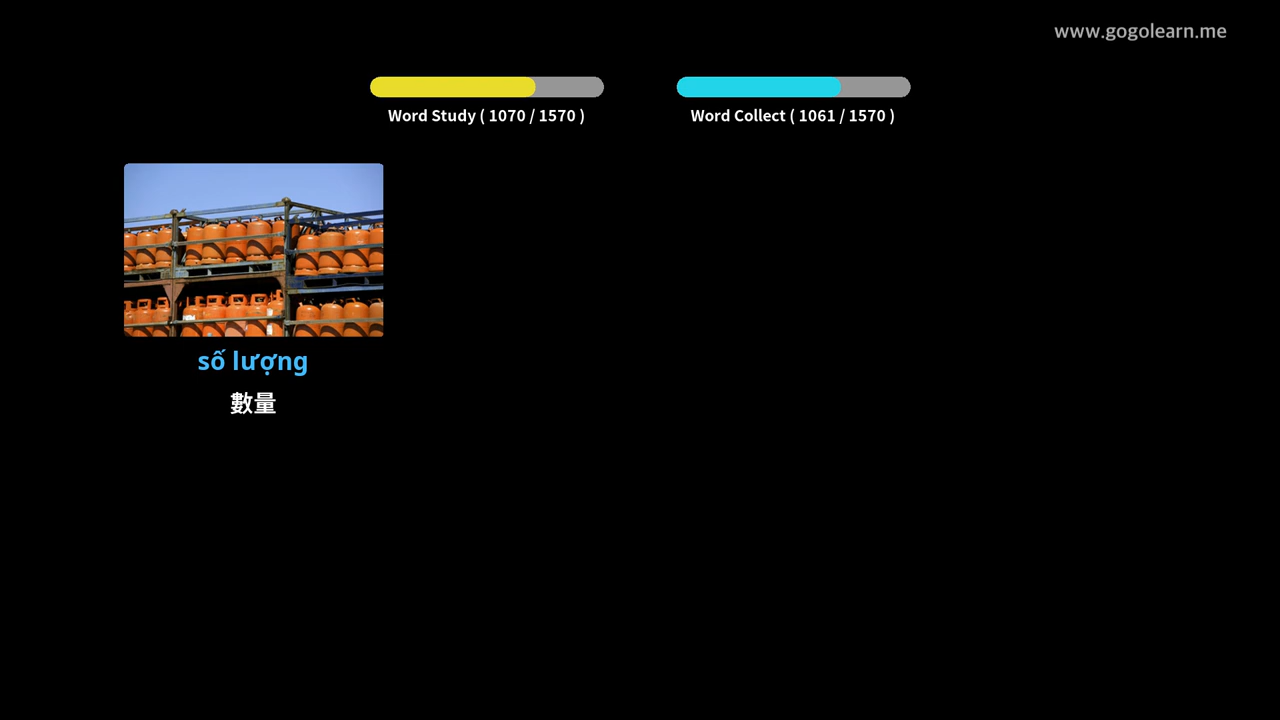 www.gogolearn.me
Word Study ( 1070 / 1570 )
Word Collect ( 1061 / 1570 )
số lượng
數量